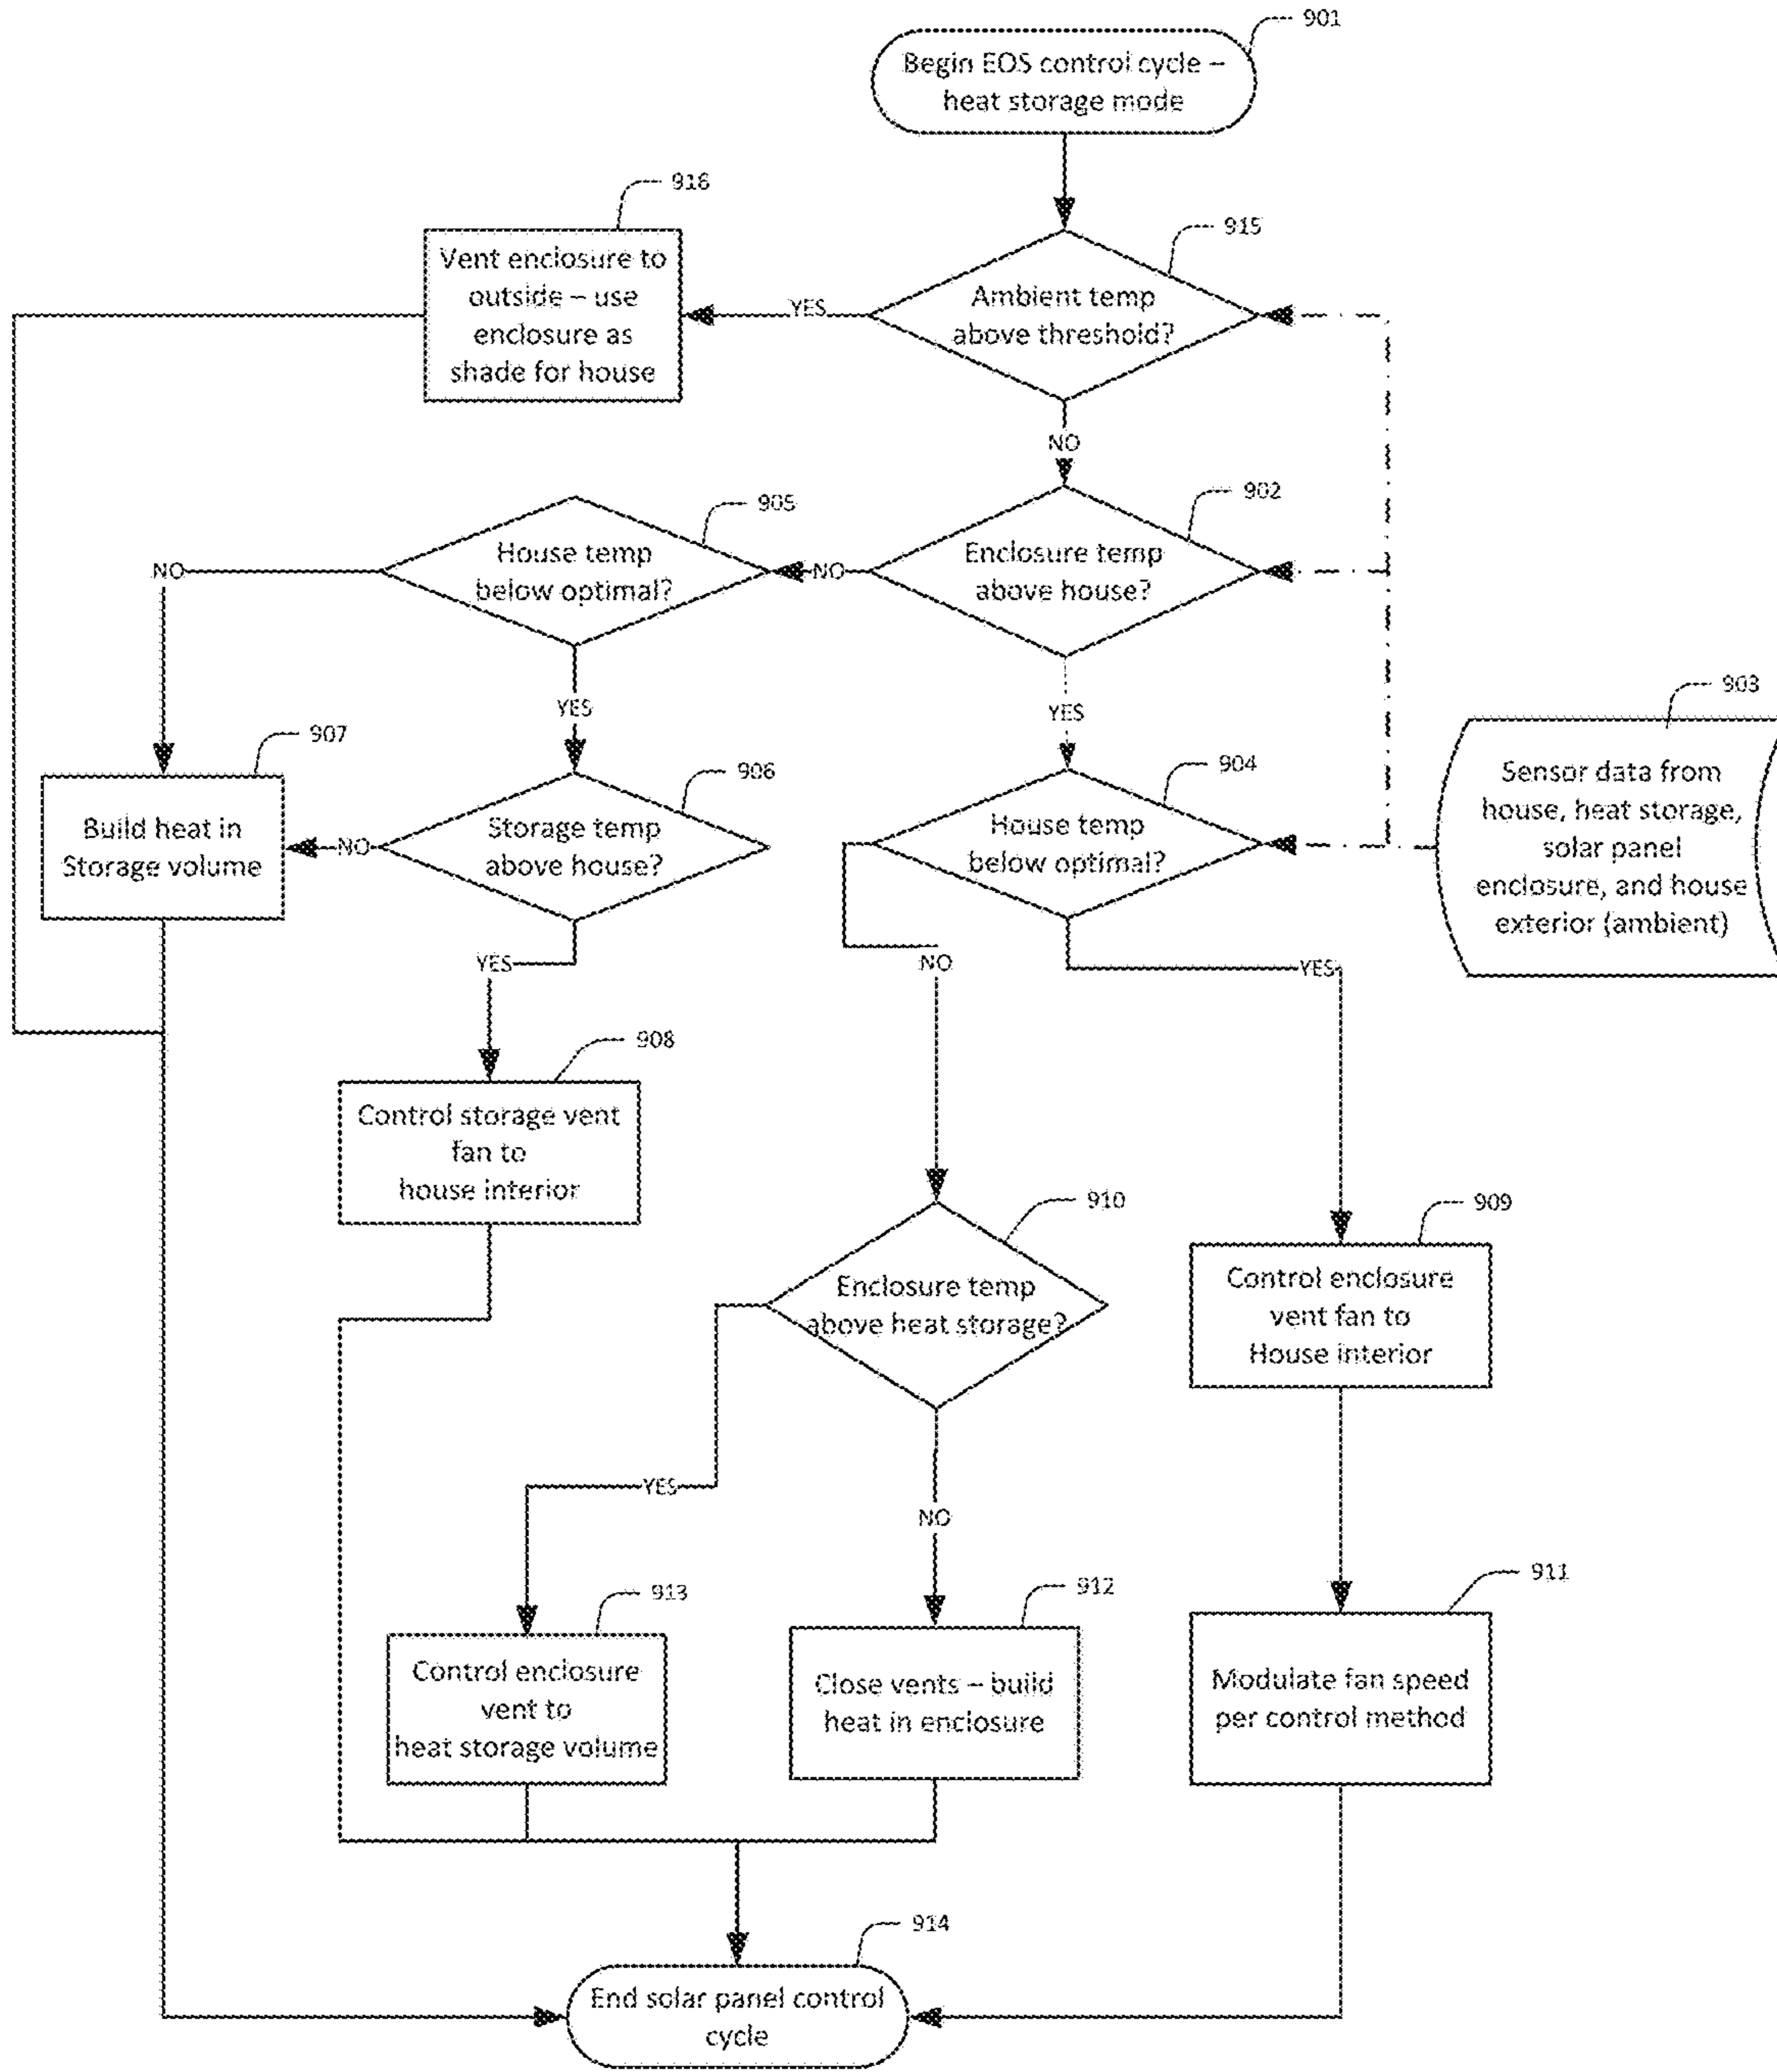 901
Begin EOS control cycle –
heat storage mode
916
Vent enclosure to
outside – use
enclosure as
shade for house
YES
915
Ambient temp
above threshold?
NO
905
House temp
below optimal?
NO
NO
902
Enclosure temp
above house?
YES
YES
903
Sensor data from
house, heat storage,
solar panel
enclosure, and house
exterior (ambient)
907
Build heat in
Storage volume
NO
906
Storage temp
above house?
904
House temp
below optimal?
YES
NO
YES
908
Control storage vent
fan to
house interior
910
Enclosure temp
above heat storage?
909
Control enclosure
vent fan to
House interior
YES
NO
913
Control enclosure
vent to
heat storage volume
912
Close vents – build
heat in enclosure
911
Modulate fan speed
per control method
914
End solar panel control
cycle